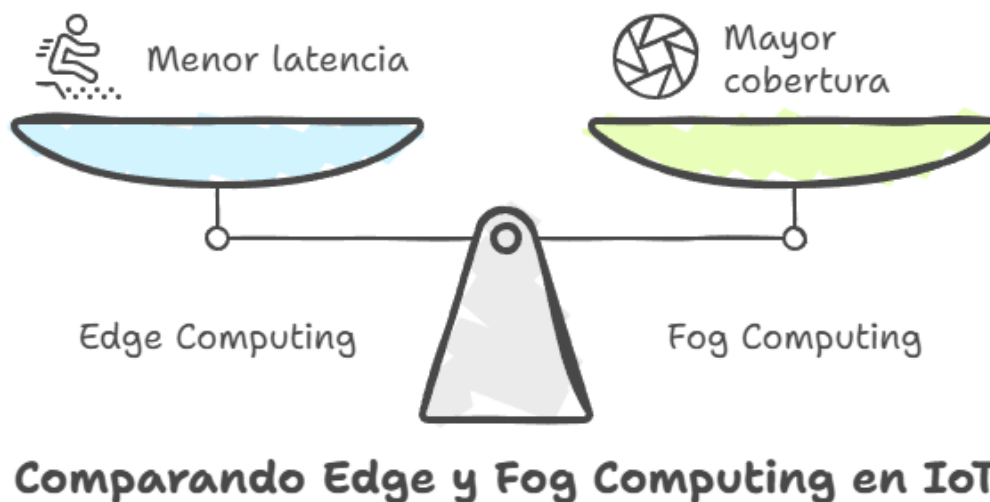 Menor latencia
Mayor
cobertura
Edge Computing
Fog Computing
Comparando Edge y Fog Computing en IoT